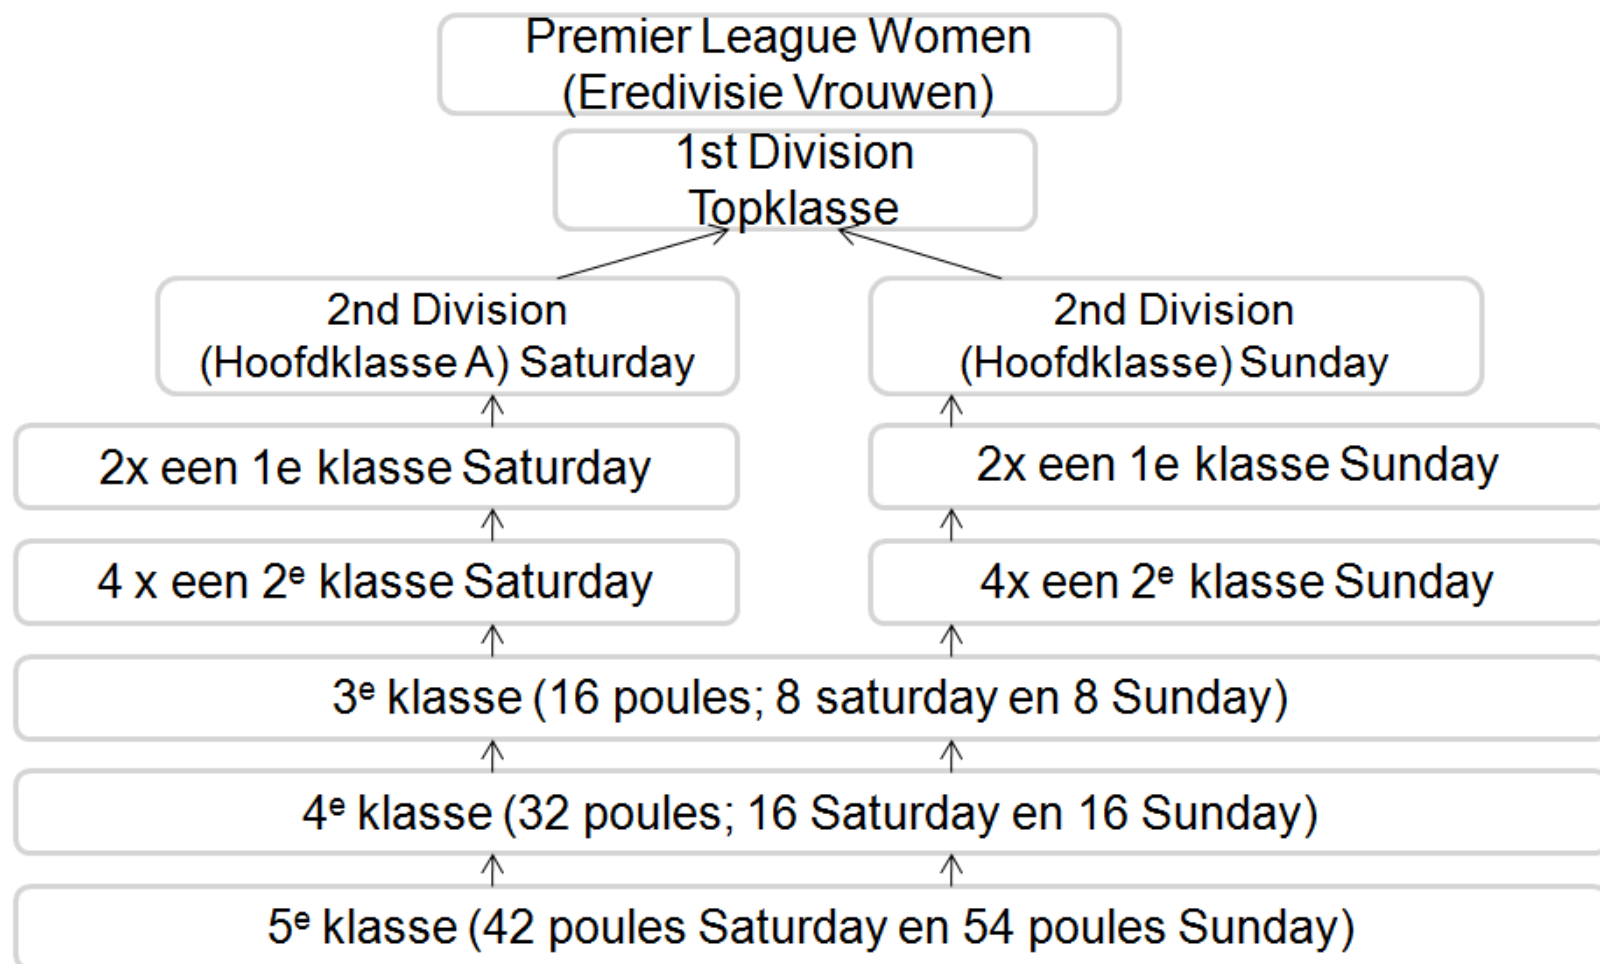 Premier League Women
(Eredivisie Vrouwen)
1st Division
Topklasse
2nd Division
(Hoofdklasse A) Saturday
2nd Division
(Hoofdklasse) Sunday
2x een 1e klasse Saturday
2x een 1e klasse Sunday
4 x een 2ᵉ klasse Saturday
4x een 2ᵉ klasse Sunday
3ᵉ klasse (16 poules; 8 saturday en 8 Sunday)
4ᵉ klasse (32 poules; 16 Saturday en 16 Sunday)
5ᵉ klasse (42 poules Saturday en 54 poules Sunday)